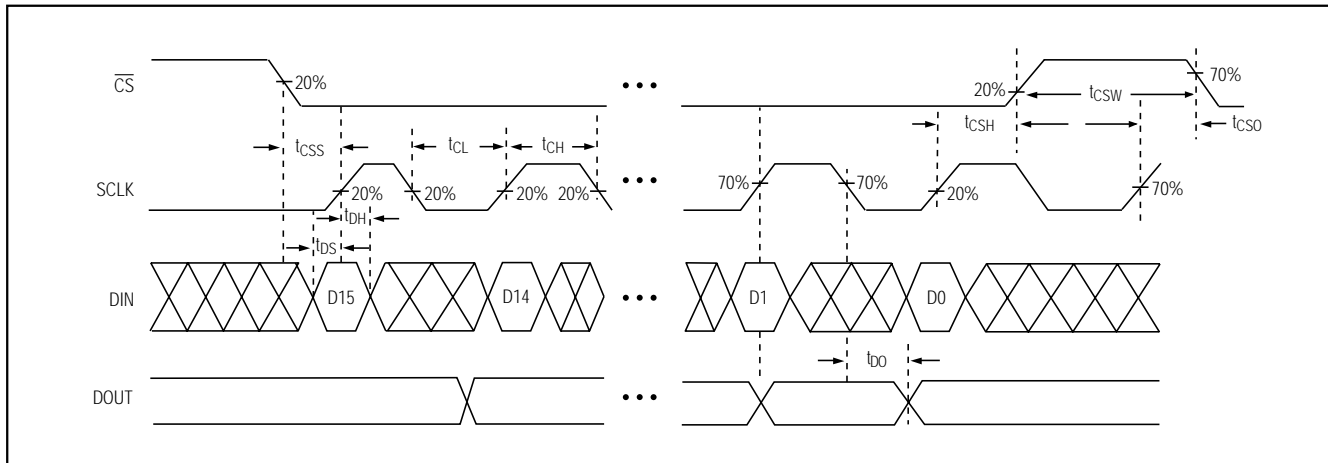 C̅S̅
20%
• • •
20%
70%
tCSW
tCSS
tCL
tCH
tCSH
tCSO
SCLK
20%
20%
20%
20%
• • •
70%
70%
20%
70%
tDH
tDS
DIN
D15
D14
• • •
D1
D0
tDO
DOUT
• • •